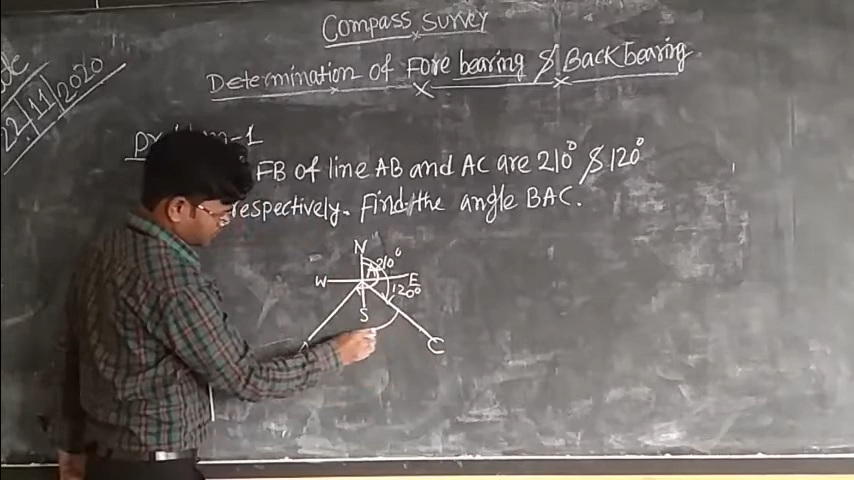 Compass Survey
Determination of Fore bearing & Back bearing
22/11/2020
-1
FB of line AB and AC are 210° & 120°
respectively. Find the angle BAC.
N
A 210°
W E
120°
S
C